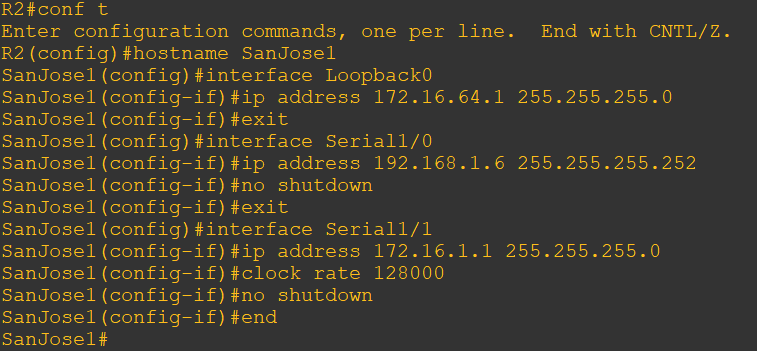 R2#conf t
Enter configuration commands, one per line.  End with CNTL/Z.
R2(config)#hostname SanJose1
SanJose1(config)#interface Loopback0
SanJose1(config-if)#ip address 172.16.64.1 255.255.255.0
SanJose1(config-if)#exit
SanJose1(config)#interface Serial1/0
SanJose1(config-if)#ip address 192.168.1.6 255.255.255.252
SanJose1(config-if)#no shutdown
SanJose1(config-if)#exit
SanJose1(config)#interface Serial1/1
SanJose1(config-if)#ip address 172.16.1.1 255.255.255.0
SanJose1(config-if)#clock rate 128000
SanJose1(config-if)#no shutdown
SanJose1(config-if)#end
SanJose1#